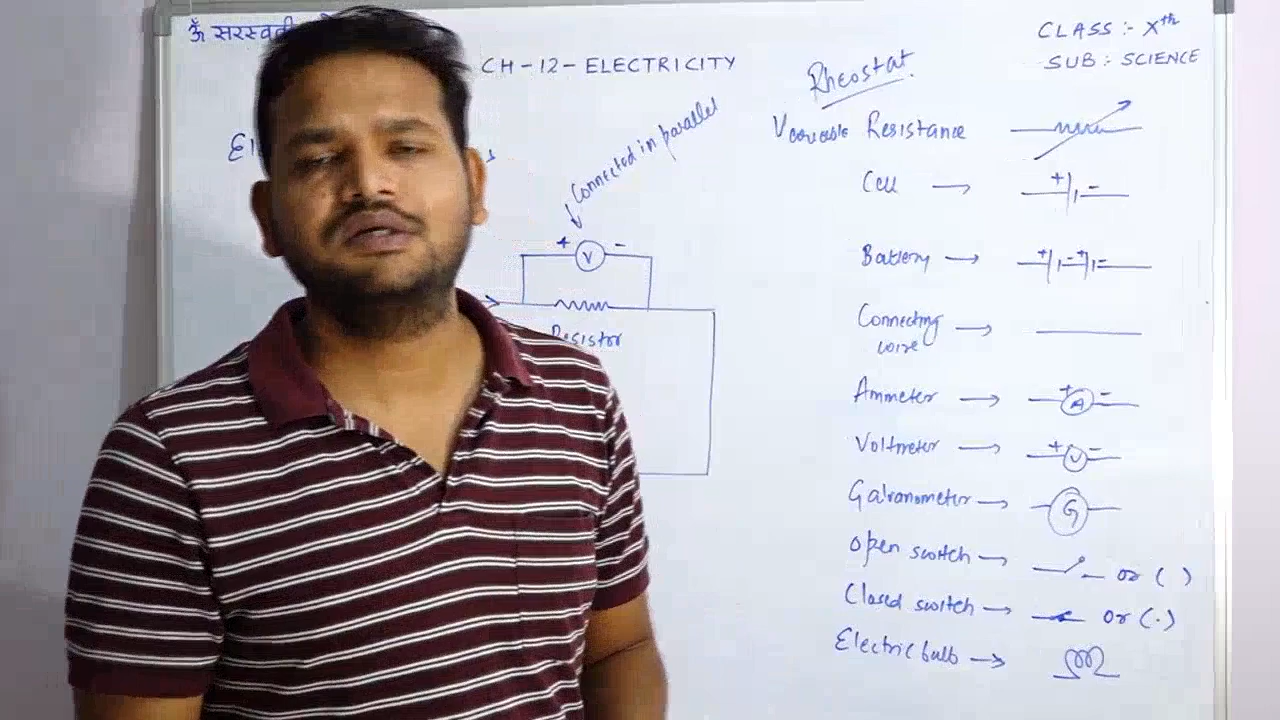 ॐ सरस्वती
CLASS :- Xth
SUB :- SCIENCE
CH-12-ELECTRICITY
Rheostat.
Connected in parallel
Variable Resistance
Cell → + -
Battery → + - + -
Connecting wire →
+ V -
Resistor
Ammeter → + A -
Voltmeter → + V -
Galvanometer → G
Open switch → or ( )
Closed switch → or (.)
Electric bulb →